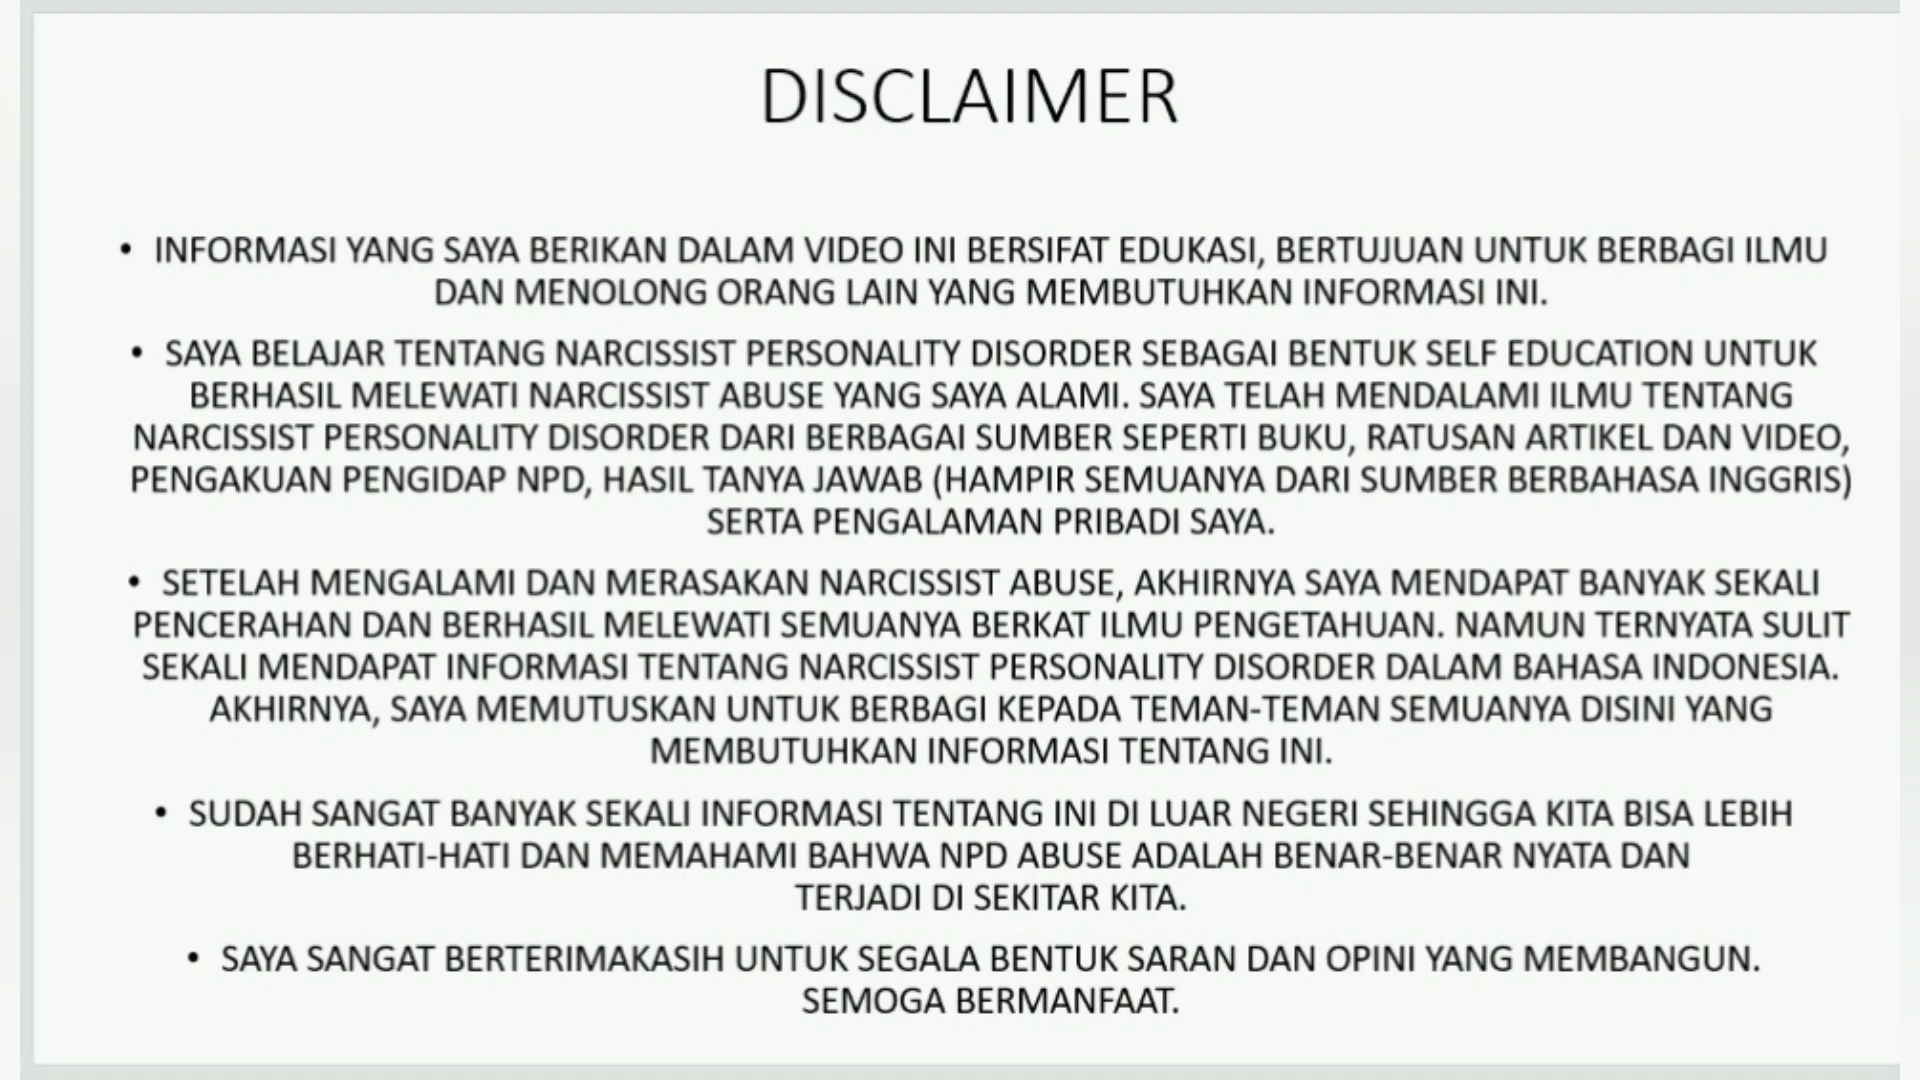 DISCLAIMER
• INFORMASI YANG SAYA BERIKAN DALAM VIDEO INI BERSIFAT EDUKASI, BERTUJUAN UNTUK BERBAGI ILMU
DAN MENOLONG ORANG LAIN YANG MEMBUTUHKAN INFORMASI INI.
• SAYA BELAJAR TENTANG NARCISSIST PERSONALITY DISORDER SEBAGAI BENTUK SELF EDUCATION UNTUK
BERHASIL MELEWATI NARCISSIST ABUSE YANG SAYA ALAMI. SAYA TELAH MENDALAMI ILMU TENTANG
NARCISSIST PERSONALITY DISORDER DARI BERBAGAI SUMBER SEPERTI BUKU, RATUSAN ARTIKEL DAN VIDEO,
PENGAKUAN PENGIDAP NPD, HASIL TANYA JAWAB (HAMPIR SEMUANYA DARI SUMBER BERBAHASA INGGRIS)
SERTA PENGALAMAN PRIBADI SAYA.
• SETELAH MENGALAMI DAN MERASAKAN NARCISSIST ABUSE, AKHIRNYA SAYA MENDAPAT BANYAK SEKALI
PENCERAHAN DAN BERHASIL MELEWATI SEMUANYA BERKAT ILMU PENGETAHUAN. NAMUN TERNYATA SULIT
SEKALI MENDAPAT INFORMASI TENTANG NARCISSIST PERSONALITY DISORDER DALAM BAHASA INDONESIA.
AKHIRNYA, SAYA MEMUTUSKAN UNTUK BERBAGI KEPADA TEMAN-TEMAN SEMUANYA DISINI YANG
MEMBUTUHKAN INFORMASI TENTANG INI.
• SUDAH SANGAT BANYAK SEKALI INFORMASI TENTANG INI DI LUAR NEGERI SEHINGGA KITA BISA LEBIH
BERHATI-HATI DAN MEMAHAMI BAHWA NPD ABUSE ADALAH BENAR-BENAR NYATA DAN
TERJADI DI SEKITAR KITA.
• SAYA SANGAT BERTERIMAKASIH UNTUK SEGALA BENTUK SARAN DAN OPINI YANG MEMBANGUN.
SEMOGA BERMANFAAT.